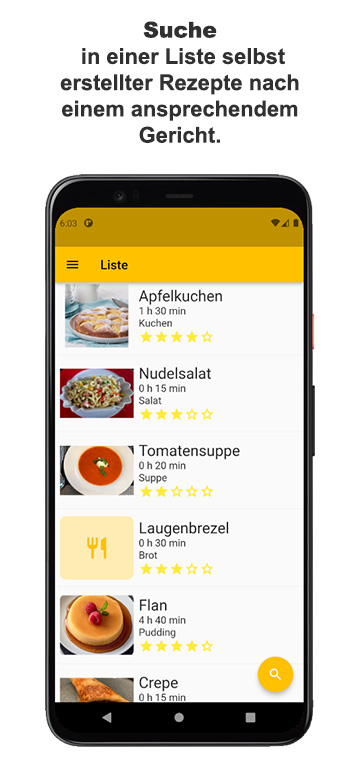 Suche
in einer Liste selbst
erstellter Rezepte nach
einem ansprechendem
Gericht.
6:03
Liste
Apfelkuchen
1 h 30 min
Kuchen
Nudelsalat
0 h 15 min
Salat
Tomatensuppe
0 h 20 min
Suppe
Laugenbrezel
0 h 30 min
Brot
Flan
4 h 40 min
Pudding
Crepe
0 h 15 min